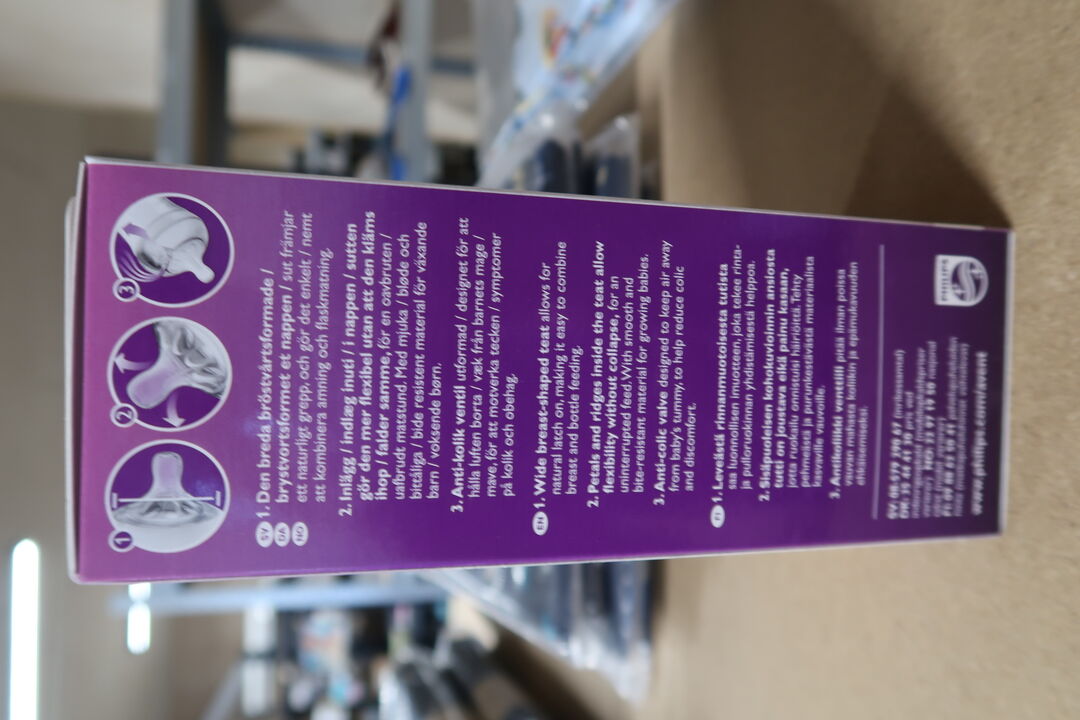 1
2
3
SV
DA
NO
1. Den breda bröstvårtsformade /
brystvortsformet et nappen / sut främjar
ett naturligt grepp, och gör det enkelt / nemt
att kombinera amning och flaskmatning.
2. Inlägg / indlæg inuti / i nappen / sutten
gör den mer flexibel utan att den kläms
ihop / falder samme, för en oavbruten /
uafbrudt matstund. Med mjuka / bløde och
bittåliga / bide resistent material för växande
barn / voksende børn.
3. Anti-kolik ventil utformad / designet för att
hålla luften borta / væk från barnets mage /
mave, för att motverka tecken / symptomer
på kolik och obehag.
EN
1. Wide breast-shaped teat allows for
natural latch on, making it easy to combine
breast and bottle feeding.
2. Petals and ridges inside the teat allow
flexibility without collapse, for an
uninterrupted feed. With smooth and
bite-resistant material for growing babies.
3. Anti-colic valve designed to keep air away
from baby's tummy, to help reduce colic
and discomfort.
FI
1. Leveästä rinnanmuotoisesta tutista
saa luonnollisen imuotteen, joka tekee rinta-
ja pulloruokinnan yhdistämisestä helppoa.
2. Sisäpuoleisen kohokuvioinnin ansiosta
tutti on joustava eikä painu kasaan,
jotta ruokailu onnistuis häiriöittä. Tehty
pehmeästä ja purunkestävästä materiaalista
kasvaville vauvoille.
3. Antikoliikki venttiili pitää ilman poissa
vauvan mahasta koliikin ja epämukavuuden
ehkäisemiseksi.
www.philips.com/avent
PHILIPS